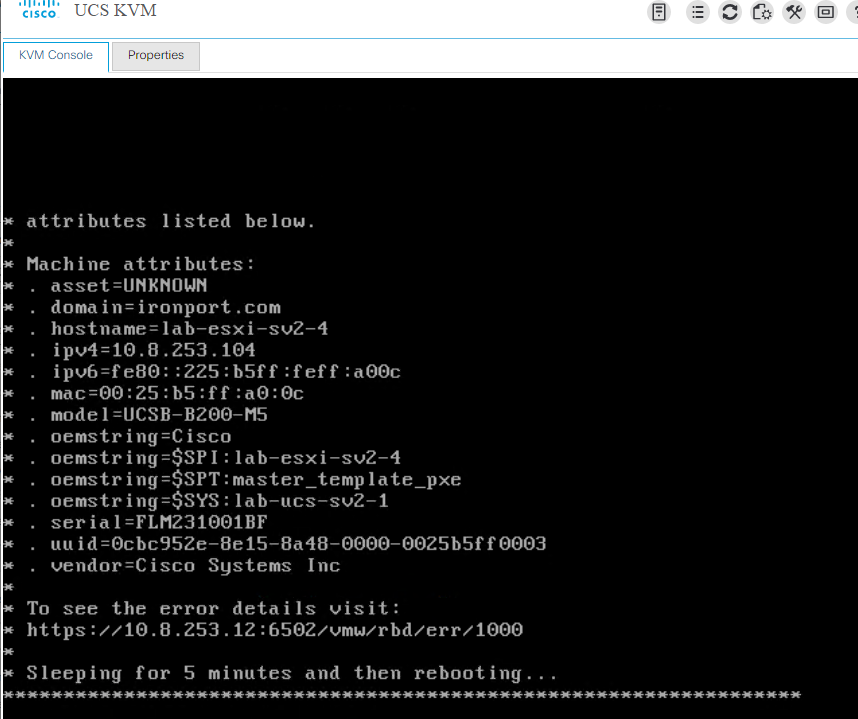 CISCO UCS KVM
KVM Console Properties
* attributes listed below.
*
* Machine attributes:
* . asset=UNKNOWN
* . domain=ironport.com
* . hostname=lab-esxi-sv2-4
* . ipv4=10.8.253.104
* . ipv6=fe80::225:b5ff:feff:a00c
* . mac=00:25:b5:ff:a0:0c
* . model=UCSB-B200-M5
* . oemstring=Cisco
* . oemstring=$SPI:lab-esxi-sv2-4
* . oemstring=$SPT:master_template_pxe
* . oemstring=$SYS:lab-ucs-sv2-1
* . serial=FLM231001BF
* . uuid=0cbc952e-8e15-8a48-0000-0025b5ff0003
* . vendor=Cisco Systems Inc
*
* To see the error details visit:
* https://10.8.253.12:6502/vmw/rbd/err/1000
*
* Sleeping for 5 minutes and then rebooting...
******************************************************************